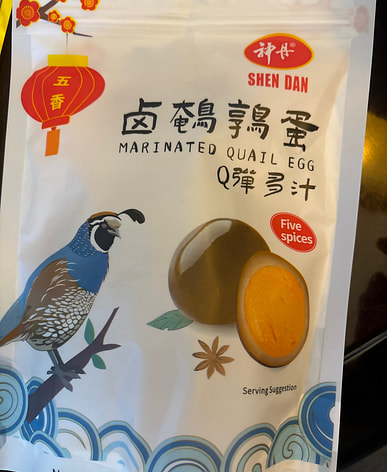 五香
神丹®
SHEN DAN
卤鹌鹑蛋
MARINATED QUAIL EGG
Q彈多汁
Five
spices
Serving Suggestion